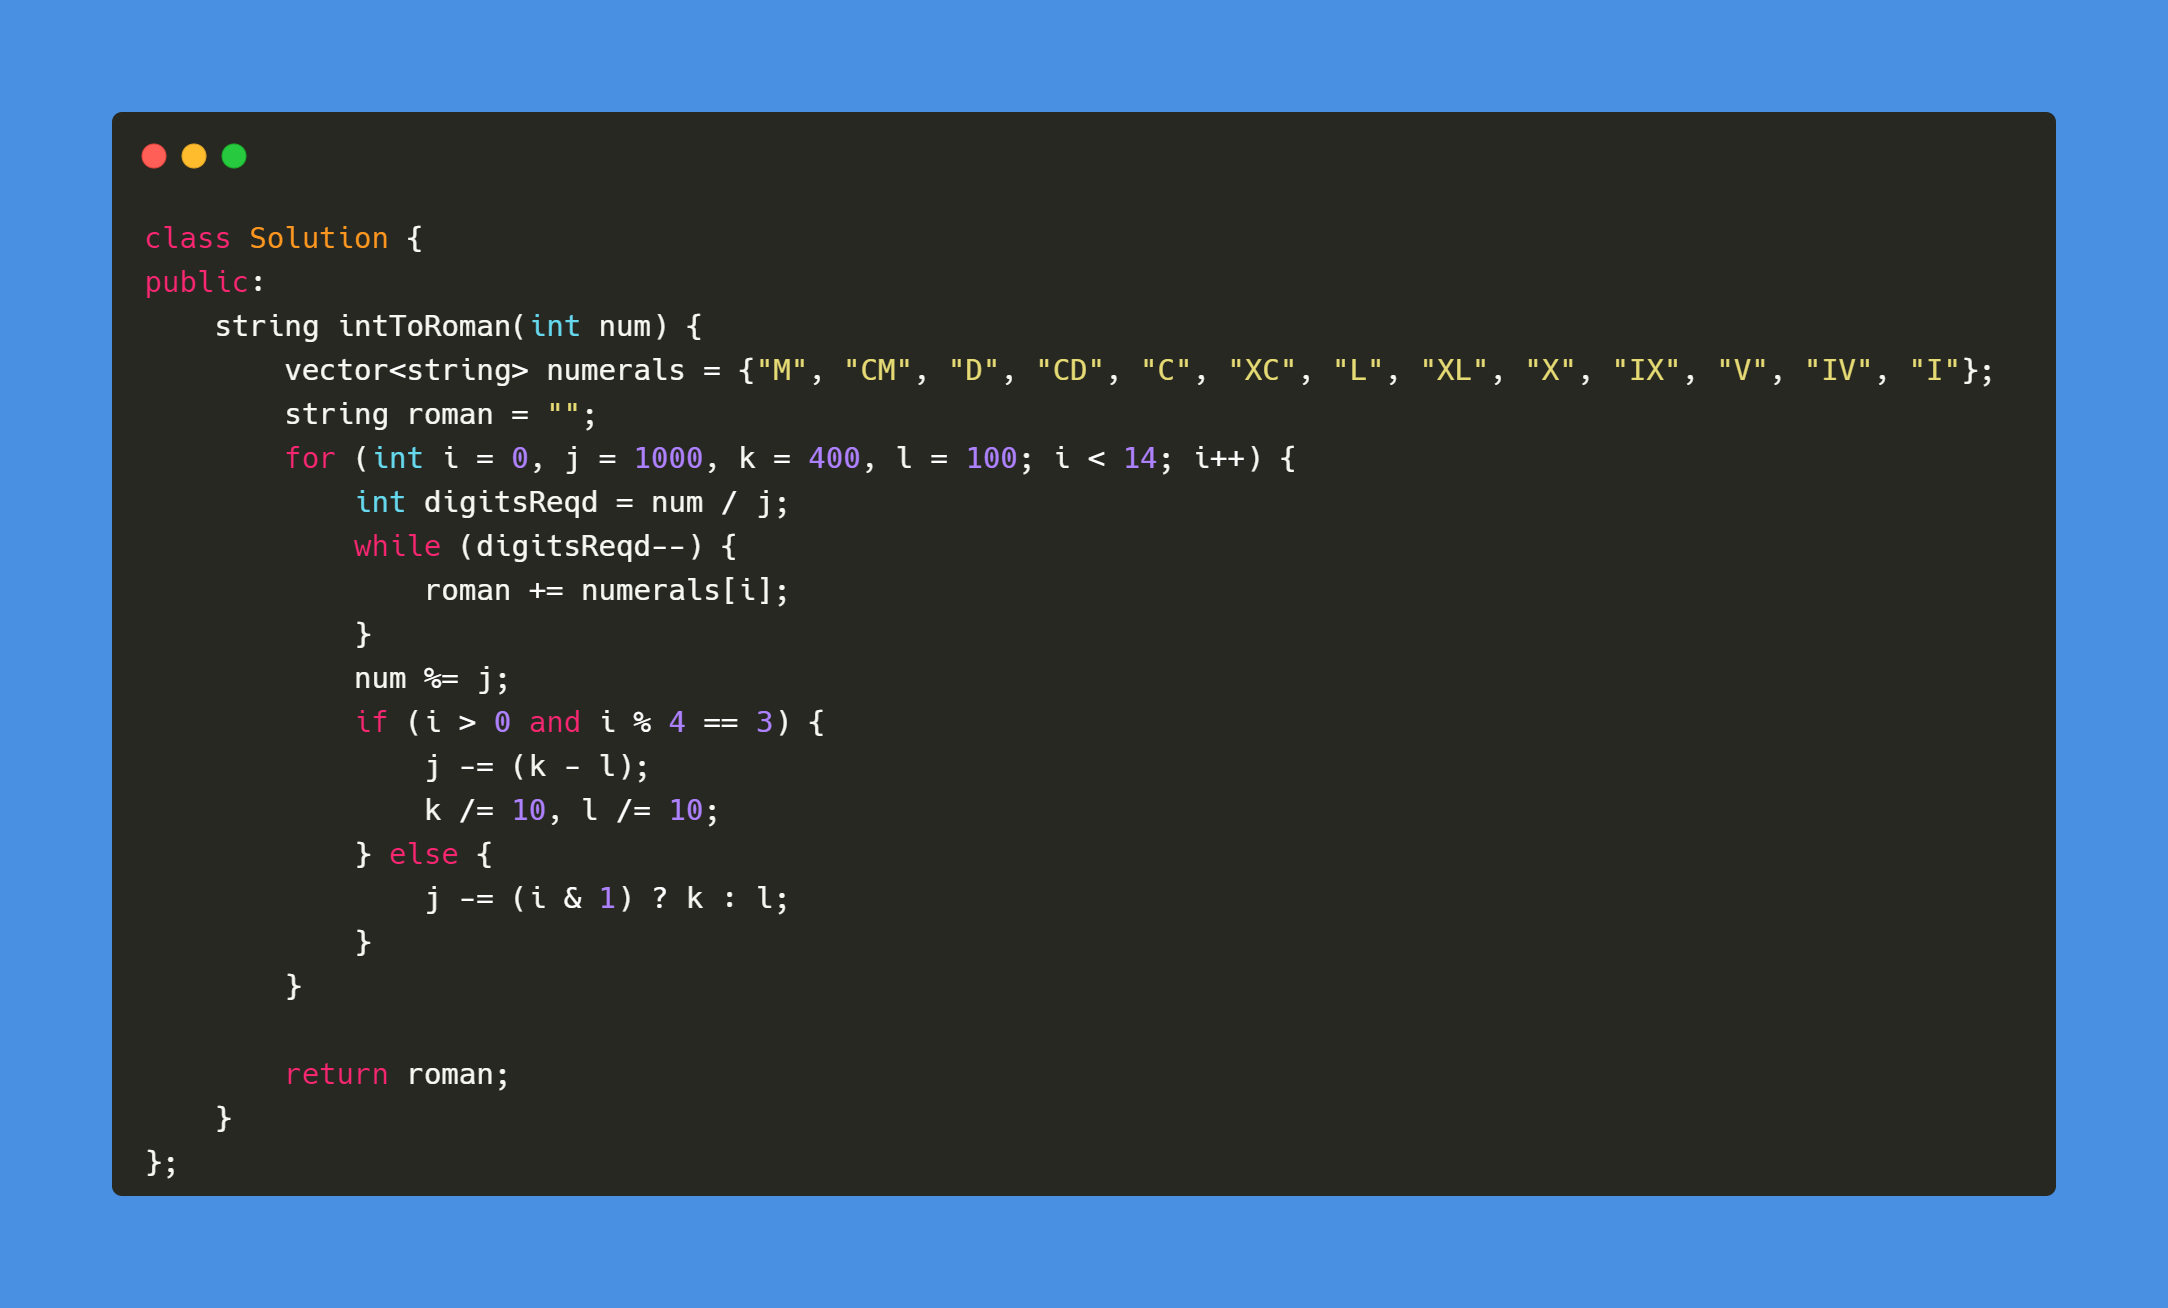 class Solution {
public:
    string intToRoman(int num) {
        vector<string> numerals = {"M", "CM", "D", "CD", "C", "XC", "L", "XL", "X", "IX", "V", "IV", "I"};
        string roman = "";
        for (int i = 0, j = 1000, k = 400, l = 100; i < 14; i++) {
            int digitsReqd = num / j;
            while (digitsReqd--) {
                roman += numerals[i];
            }
            num %= j;
            if (i > 0 and i % 4 == 3) {
                j -= (k - l);
                k /= 10, l /= 10;
            } else {
                j -= (i & 1) ? k : l;
            }
        }

        return roman;
    }
};